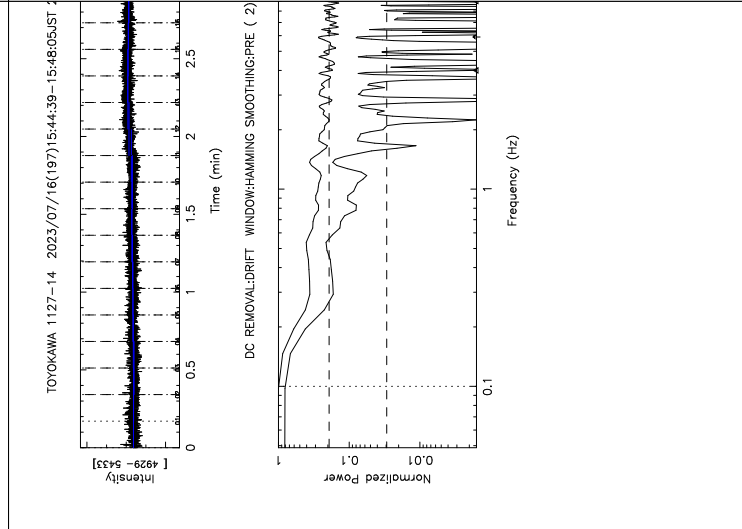 TOYOKAWA 1127-14 2023/07/16(197)15:44:39-15:48:05JST 2
Intensity
[ 4929- 5433]
0
0.5
1
1.5
2
2.5
Time (min)
DC REMOVAL:DRIFT WINDOW:HAMMING SMOOTHING:PRE ( 2)
Normalized Power
1
0.1
0.01
0.1
1
Frequency (Hz)